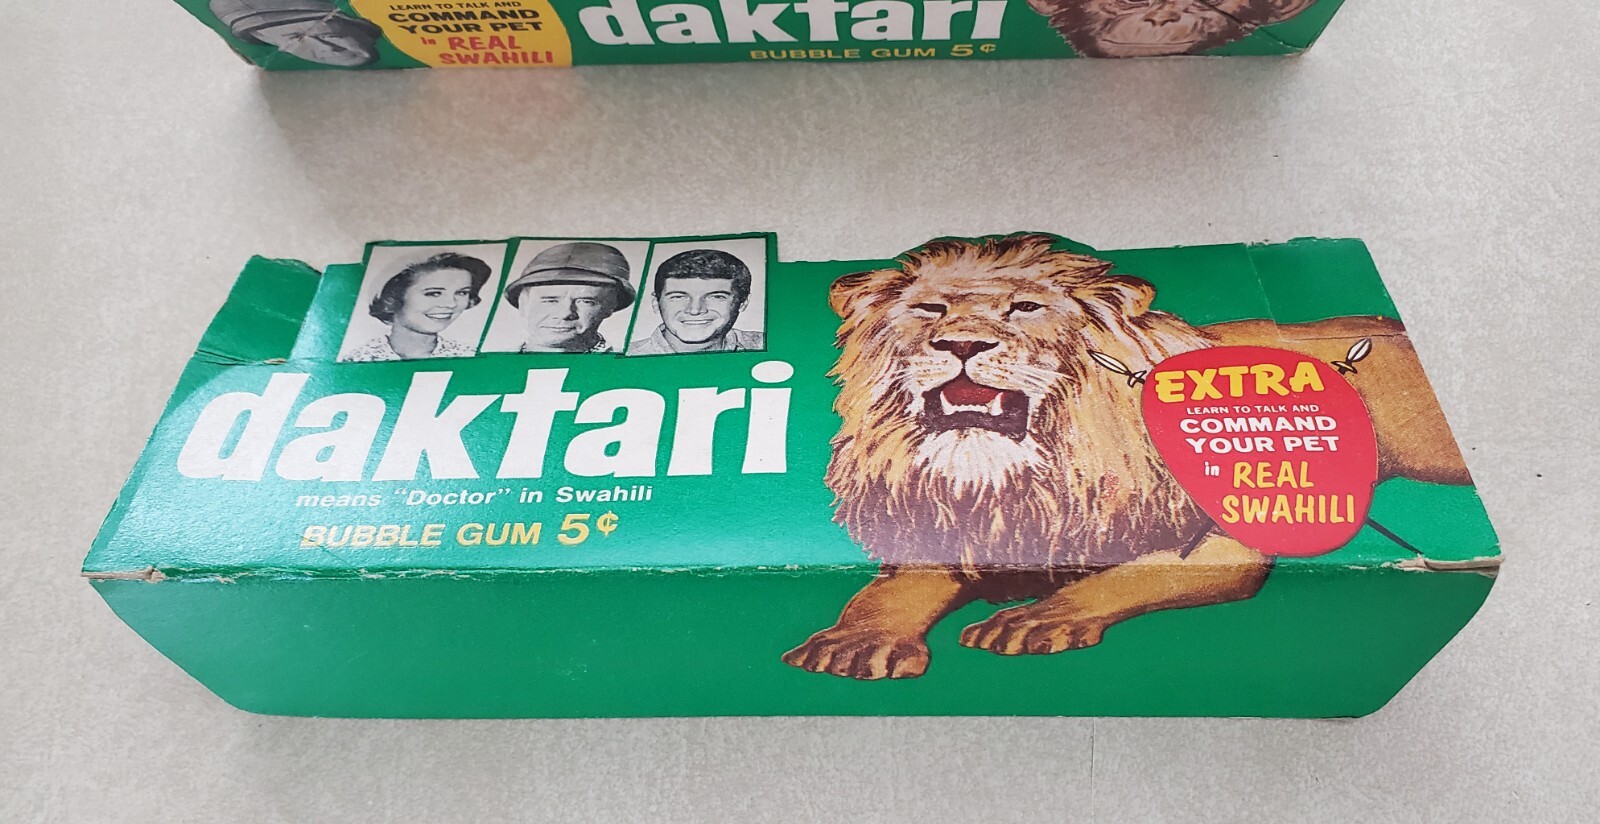 LEARN TO TALK AND
COMMAND
YOUR PET
in REAL
SWAHILI
daktari
BUBBLE GUM 5¢
daktari
means "Doctor" in Swahili
BUBBLE GUM 5¢
EXTRA
LEARN TO TALK AND
COMMAND
YOUR PET
in REAL
SWAHILI